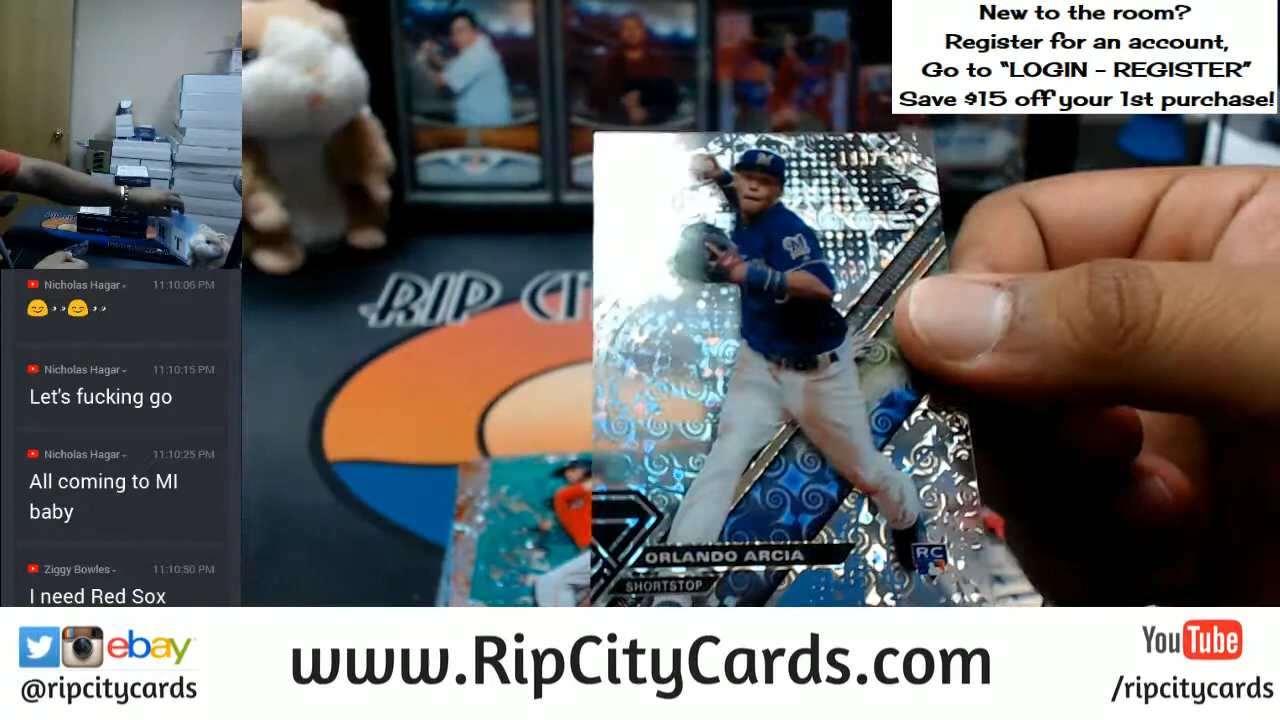 New to the room?
Register for an account,
Go to "LOGIN - REGISTER"
Save $15 off your 1st purchase!
Nicholas Hagar
11:10:06 PM
Nicholas Hagar
11:10:15 PM
Let's fucking go
Nicholas Hagar
11:10:25 PM
All coming to MI
baby
Ziggy Bowles
11:10:50 PM
I need Red Sox
RIP CI
M
M
ORLANDO ARCIA
RC
SHORTSTOP
ebay
@ripcitycards
www.RipCityCards.com
YouTube
/ripcitycards